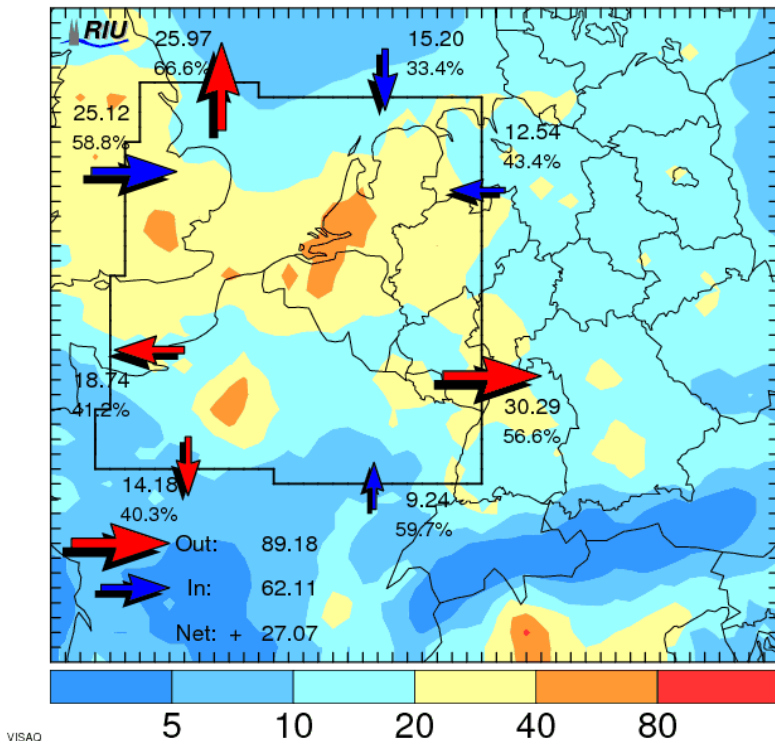 RIU
25.97
66.6%
15.20
33.4%
25.12
58.8%
12.54
43.4%
18.74
41.2%
30.29
56.6%
14.18
40.3%
9.24
59.7%
Out: 89.18
In: 62.11
Net: + 27.07
5 10 20 40 80
VISAQ